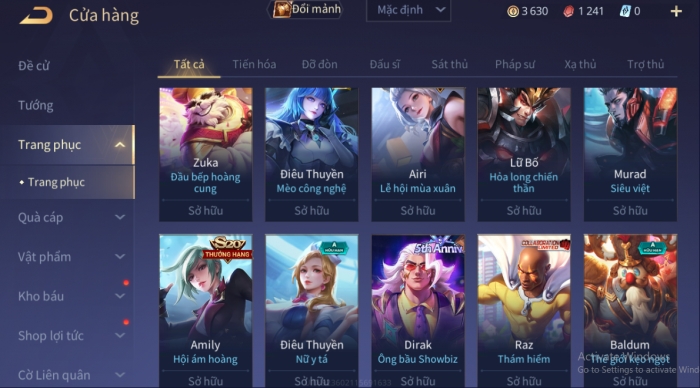 Cửa hàng
Đổi mảnh
Mặc định
3 630
1 241
0
Đề cử
Tướng
Trang phục
Trang phục
Quà cáp
Vật phẩm
Kho báu
Shop lợi tức
Cờ Liên quân
Tất cả Tiến hóa Đỡ đòn Đấu sĩ Sát thủ Pháp sư Xạ thủ Trợ thủ
Zuka
Đầu bếp hoàng cung
Sở hữu
Điêu Thuyền
Mèo công nghệ
Sở hữu
Airi
Lễ hội mùa xuân
Sở hữu
Lữ Bố
Hỏa long chiến thần
Sở hữu
Murad
Siêu việt
Sở hữu
S20
THƯỞNG HẠNG
Amily
Hội ám hoàng
Sở hữu
Điêu Thuyền
Nữ y tá
Sở hữu
5th Anniv
Dirak
Ông bầu Showbiz
Sở hữu
COLLABORATION
LIMITED
Raz
Thám hiểm
Sở hữu
Baldum
Thế giới kẹo ngọt
Sở hữu
Activate Windows
Go to Settings to activate Wind